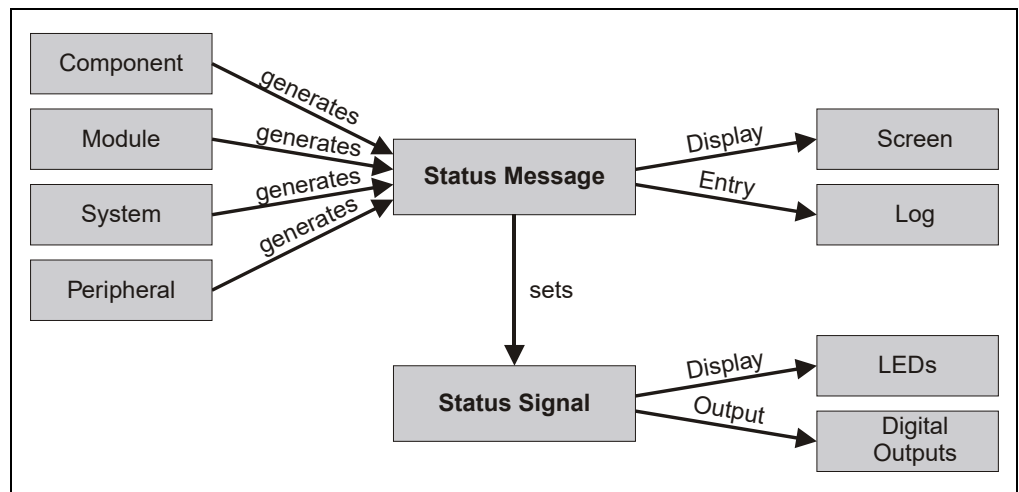 Component
generates
Module
generates
System
generates
Peripheral
generates
Status Message
Display
Screen
Entry
Log
sets
Status Signal
Display
LEDs
Output
Digital
Outputs